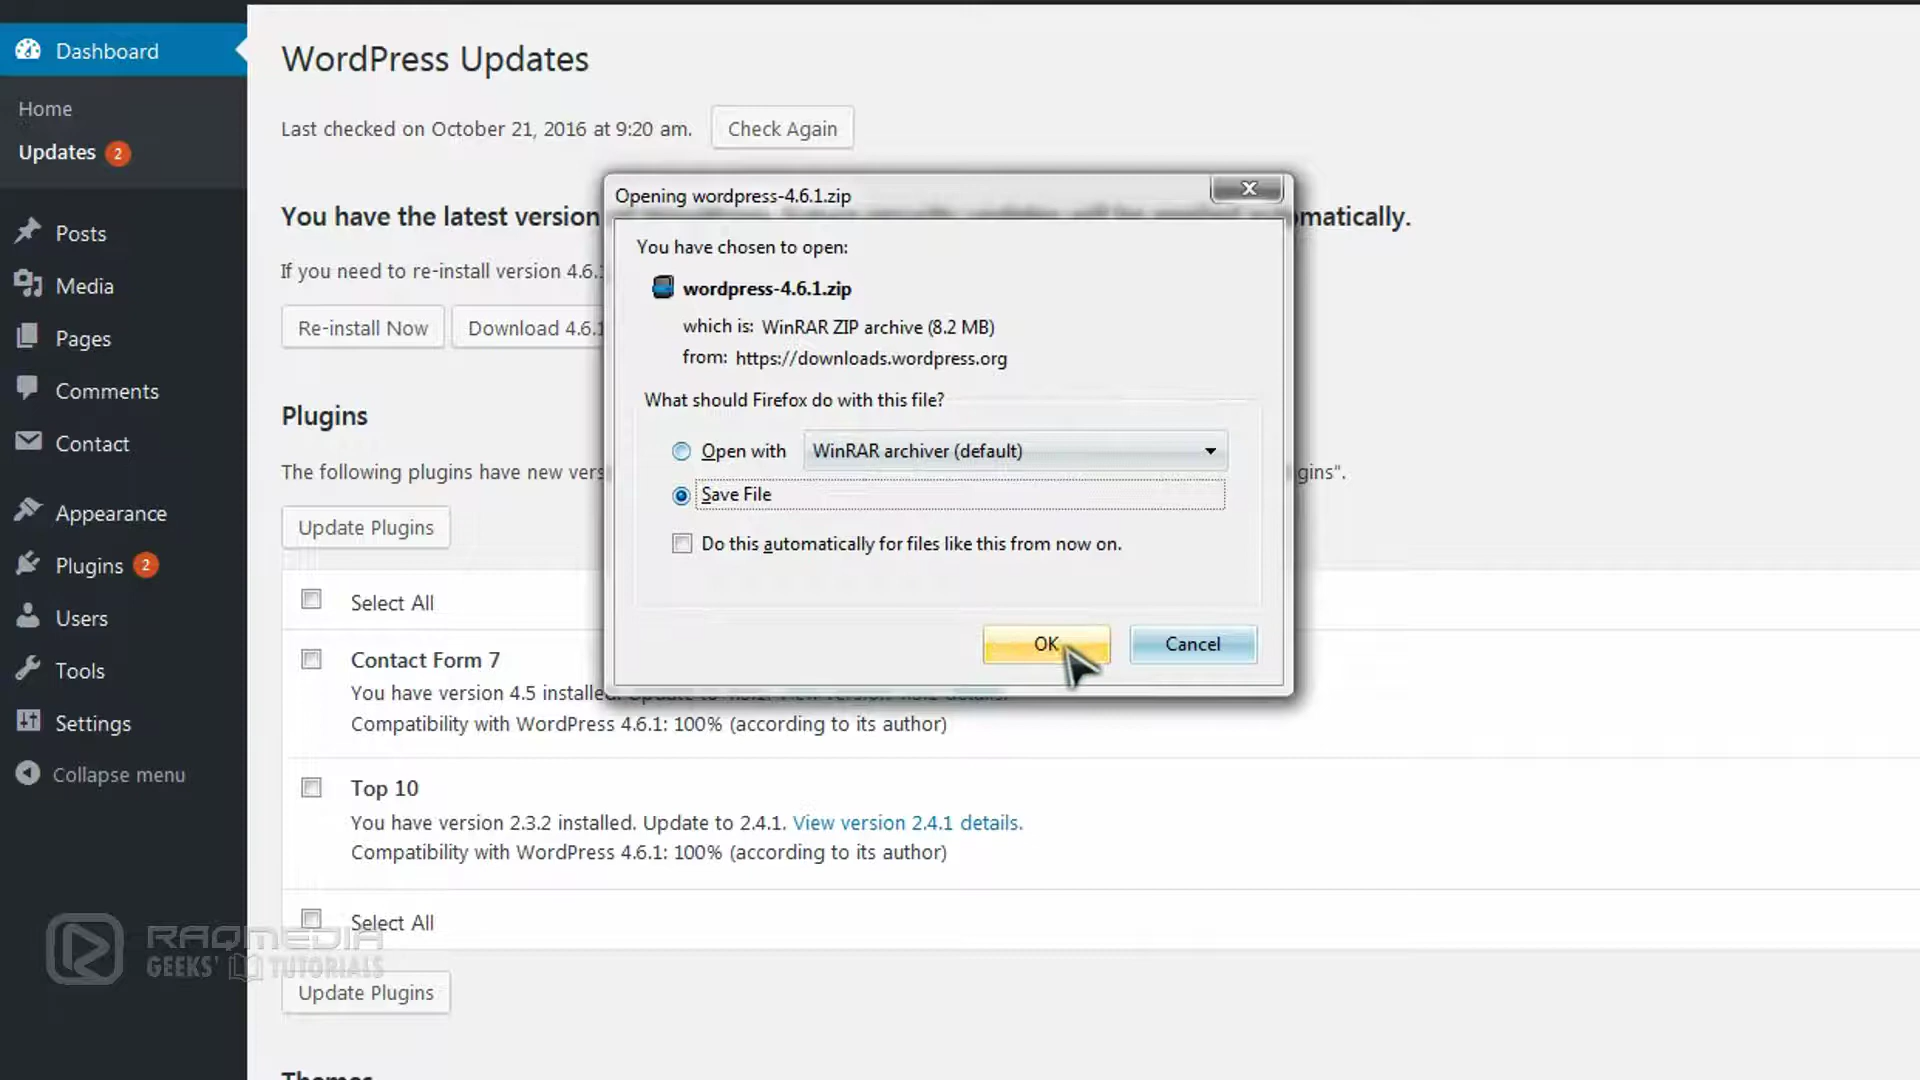 Dashboard
Home
Updates 2
Posts
Media
Pages
Comments
Contact
Appearance
Plugins 2
Users
Tools
Settings
Collapse menu
WordPress Updates
Last checked on October 21, 2016 at 9:20 am.
Check Again
You have the latest version
omatically.
If you need to re-install version 4.6.1
Re-install Now
Download 4.6.1
Plugins
The following plugins have new vers
gins".
Update Plugins
Select All
Contact Form 7
You have version 4.5 installed.
Compatibility with WordPress 4.6.1: 100% (according to its author)
Top 10
You have version 2.3.2 installed. Update to 2.4.1. View version 2.4.1 details.
Compatibility with WordPress 4.6.1: 100% (according to its author)
Select All
Update Plugins
Themes
Opening wordpress-4.6.1.zip
X
You have chosen to open:
wordpress-4.6.1.zip
which is: WinRAR ZIP archive (8.2 MB)
from: https://downloads.wordpress.org
What should Firefox do with this file?
Open with
WinRAR archiver (default)
Save File
Do this automatically for files like this from now on.
OK
Cancel
RAQMEDIA
GEEKS' TUTORIALS